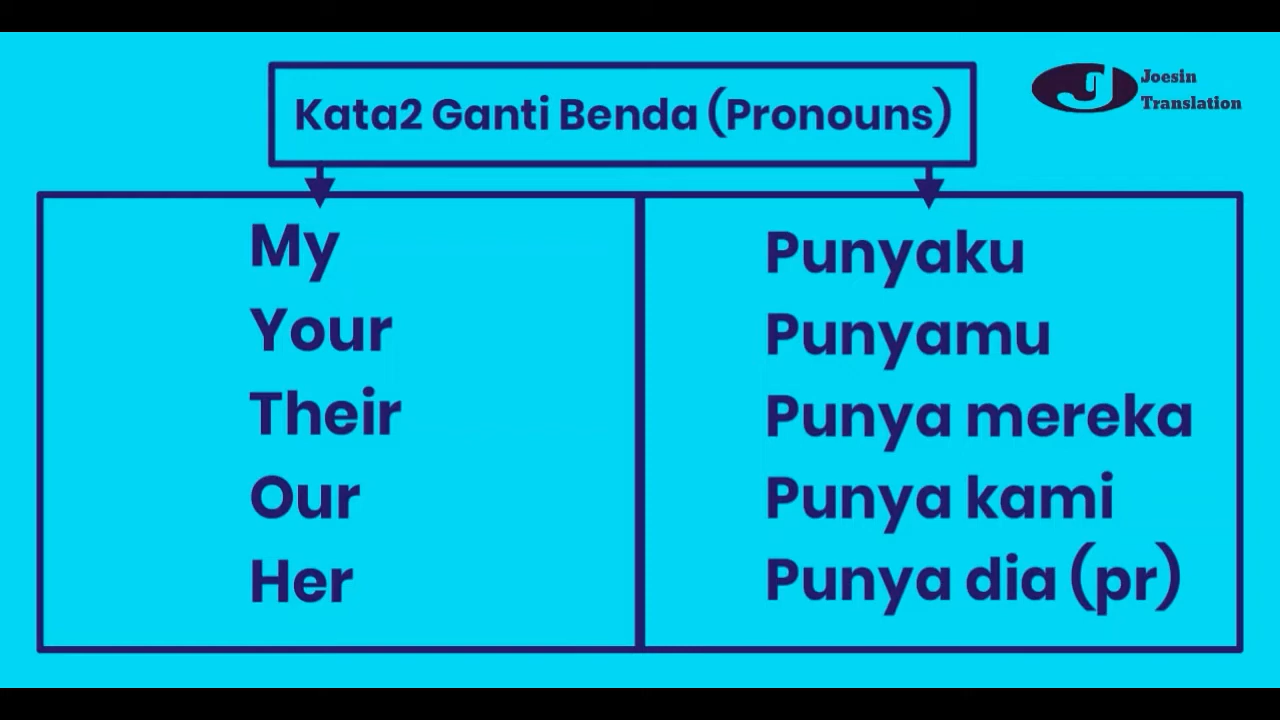 Kata2 Ganti Benda (Pronouns)
Joesin
Translation
My
Punyaku
Your
Punyamu
Their
Punya mereka
Our
Punya kami
Her
Punya dia (pr)